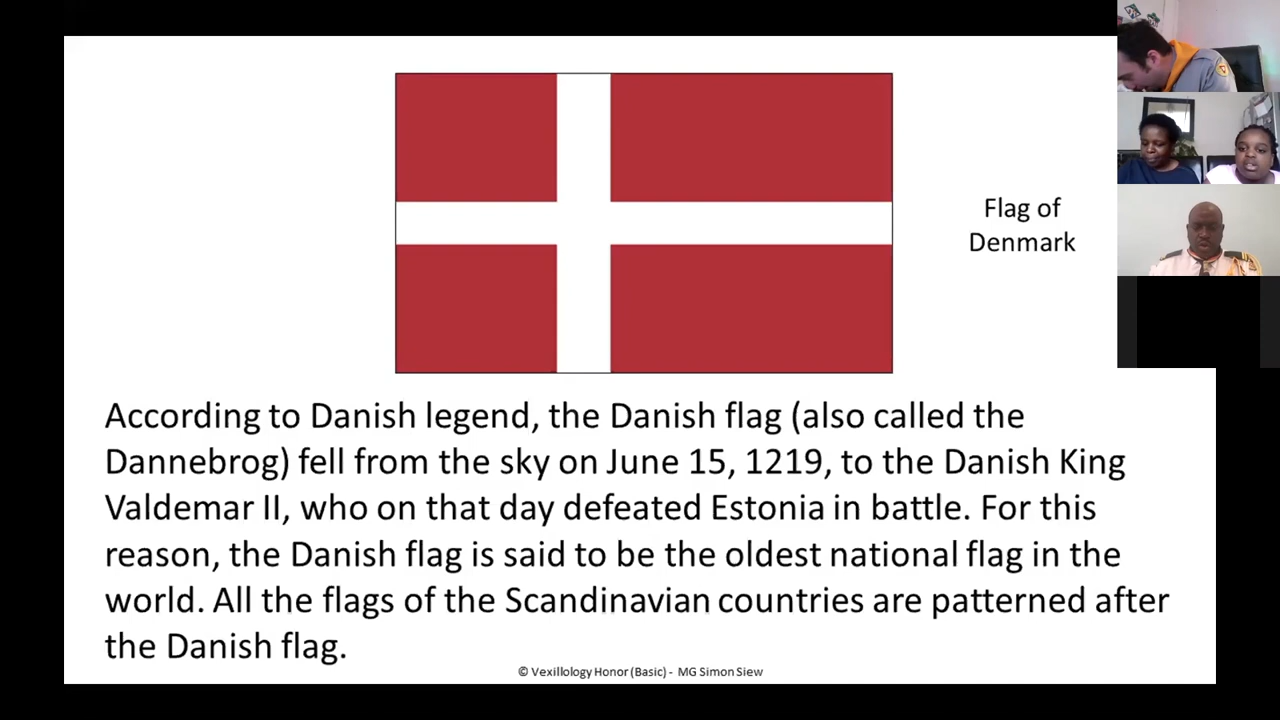 Flag of
Denmark
According to Danish legend, the Danish flag (also called the
Dannebrog) fell from the sky on June 15, 1219, to the Danish King
Valdemar II, who on that day defeated Estonia in battle. For this
reason, the Danish flag is said to be the oldest national flag in the
world. All the flags of the Scandinavian countries are patterned after
the Danish flag.
© Vexillology Honor (Basic) - MG Simon Siew